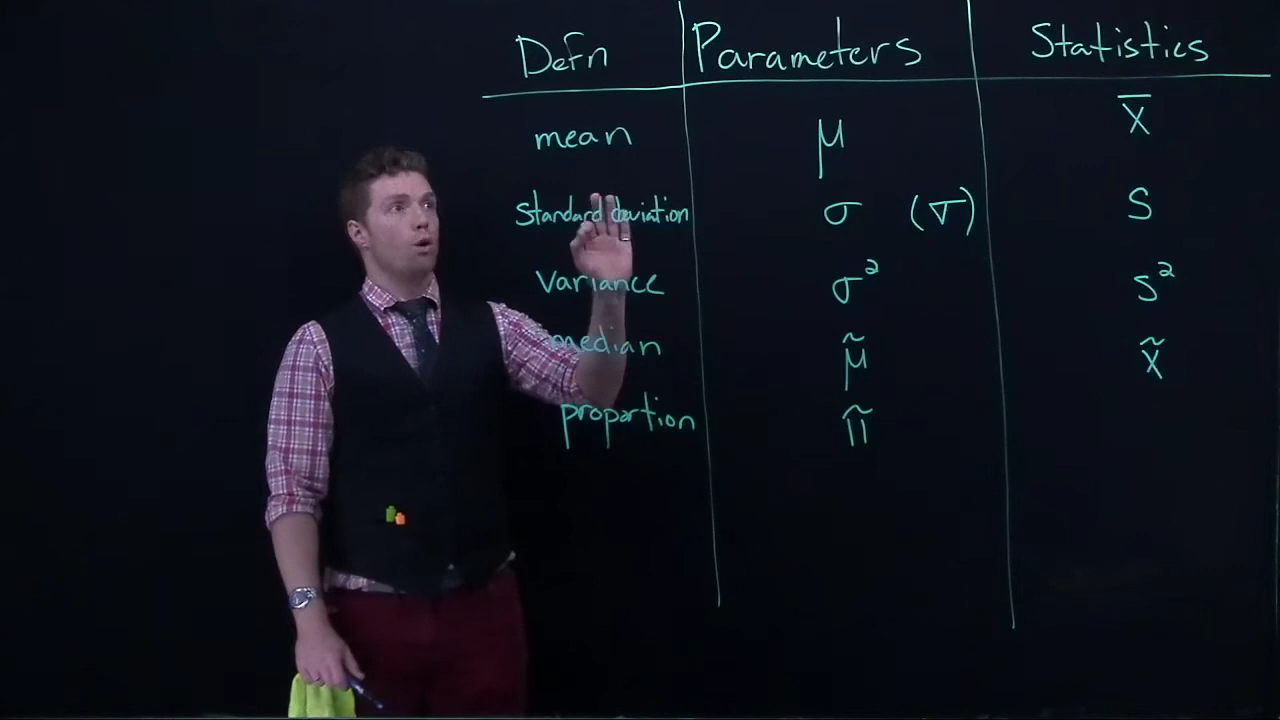 Defn Parameters Statistics
mean μ x̄
standard deviation σ (σ) s
variance σ² s²
median μ̃ x̃
proportion π̃